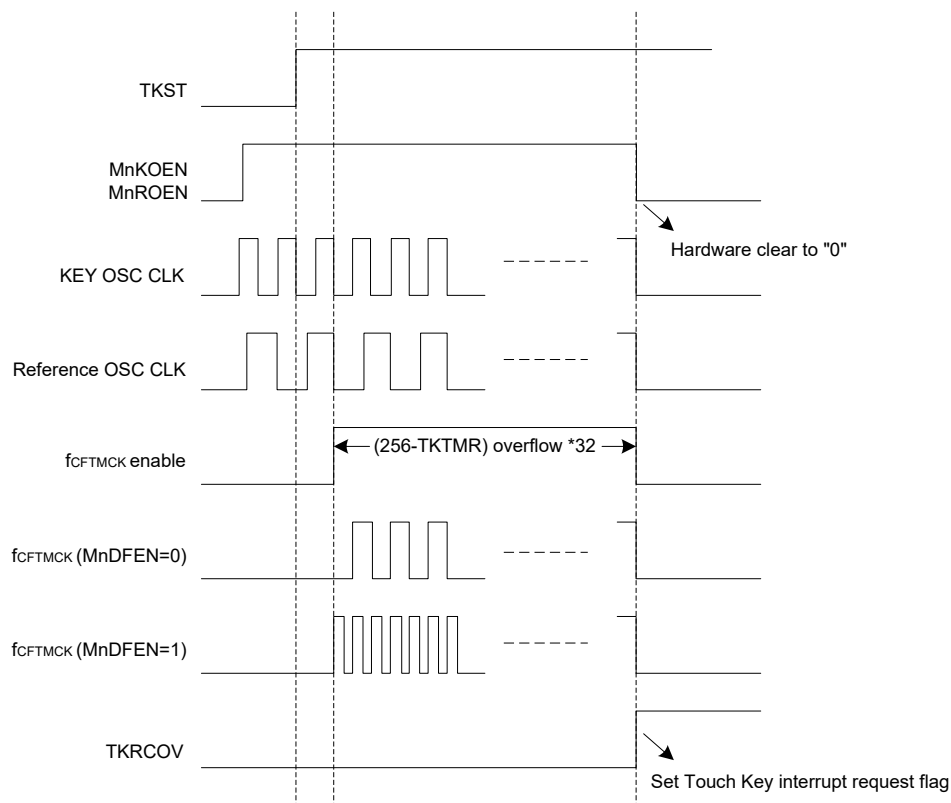 TKST
MnKOEN
MnROEN
Hardware clear to "0"
KEY OSC CLK
Reference OSC CLK
(256-TKTMR) overflow *32
fCFTMCK enable
fCFTMCK (MnDFEN=0)
fCFTMCK (MnDFEN=1)
TKRCOV
Set Touch Key interrupt request flag